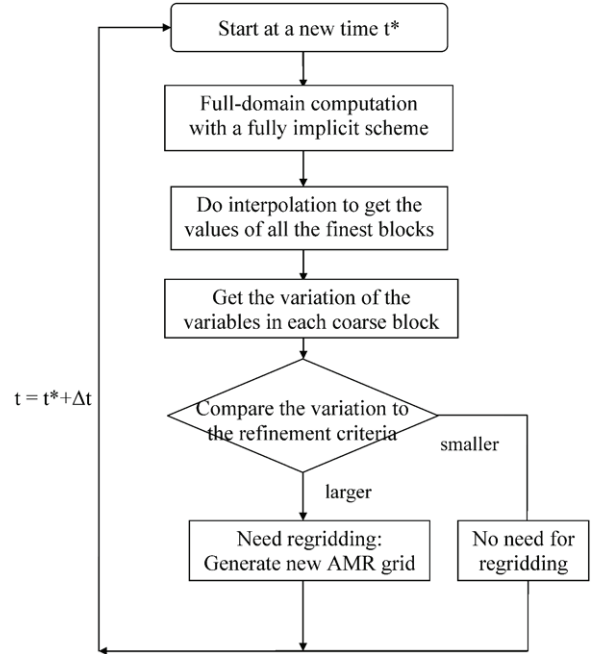 Start at a new time t*
Full-domain computation
with a fully implicit scheme
Do interpolation to get the
values of all the finest blocks
Get the variation of the
variables in each coarse block
t = t*+Δt
Compare the variation to
the refinement criteria
smaller
larger
Need regridding:
Generate new AMR grid
No need for
regridding